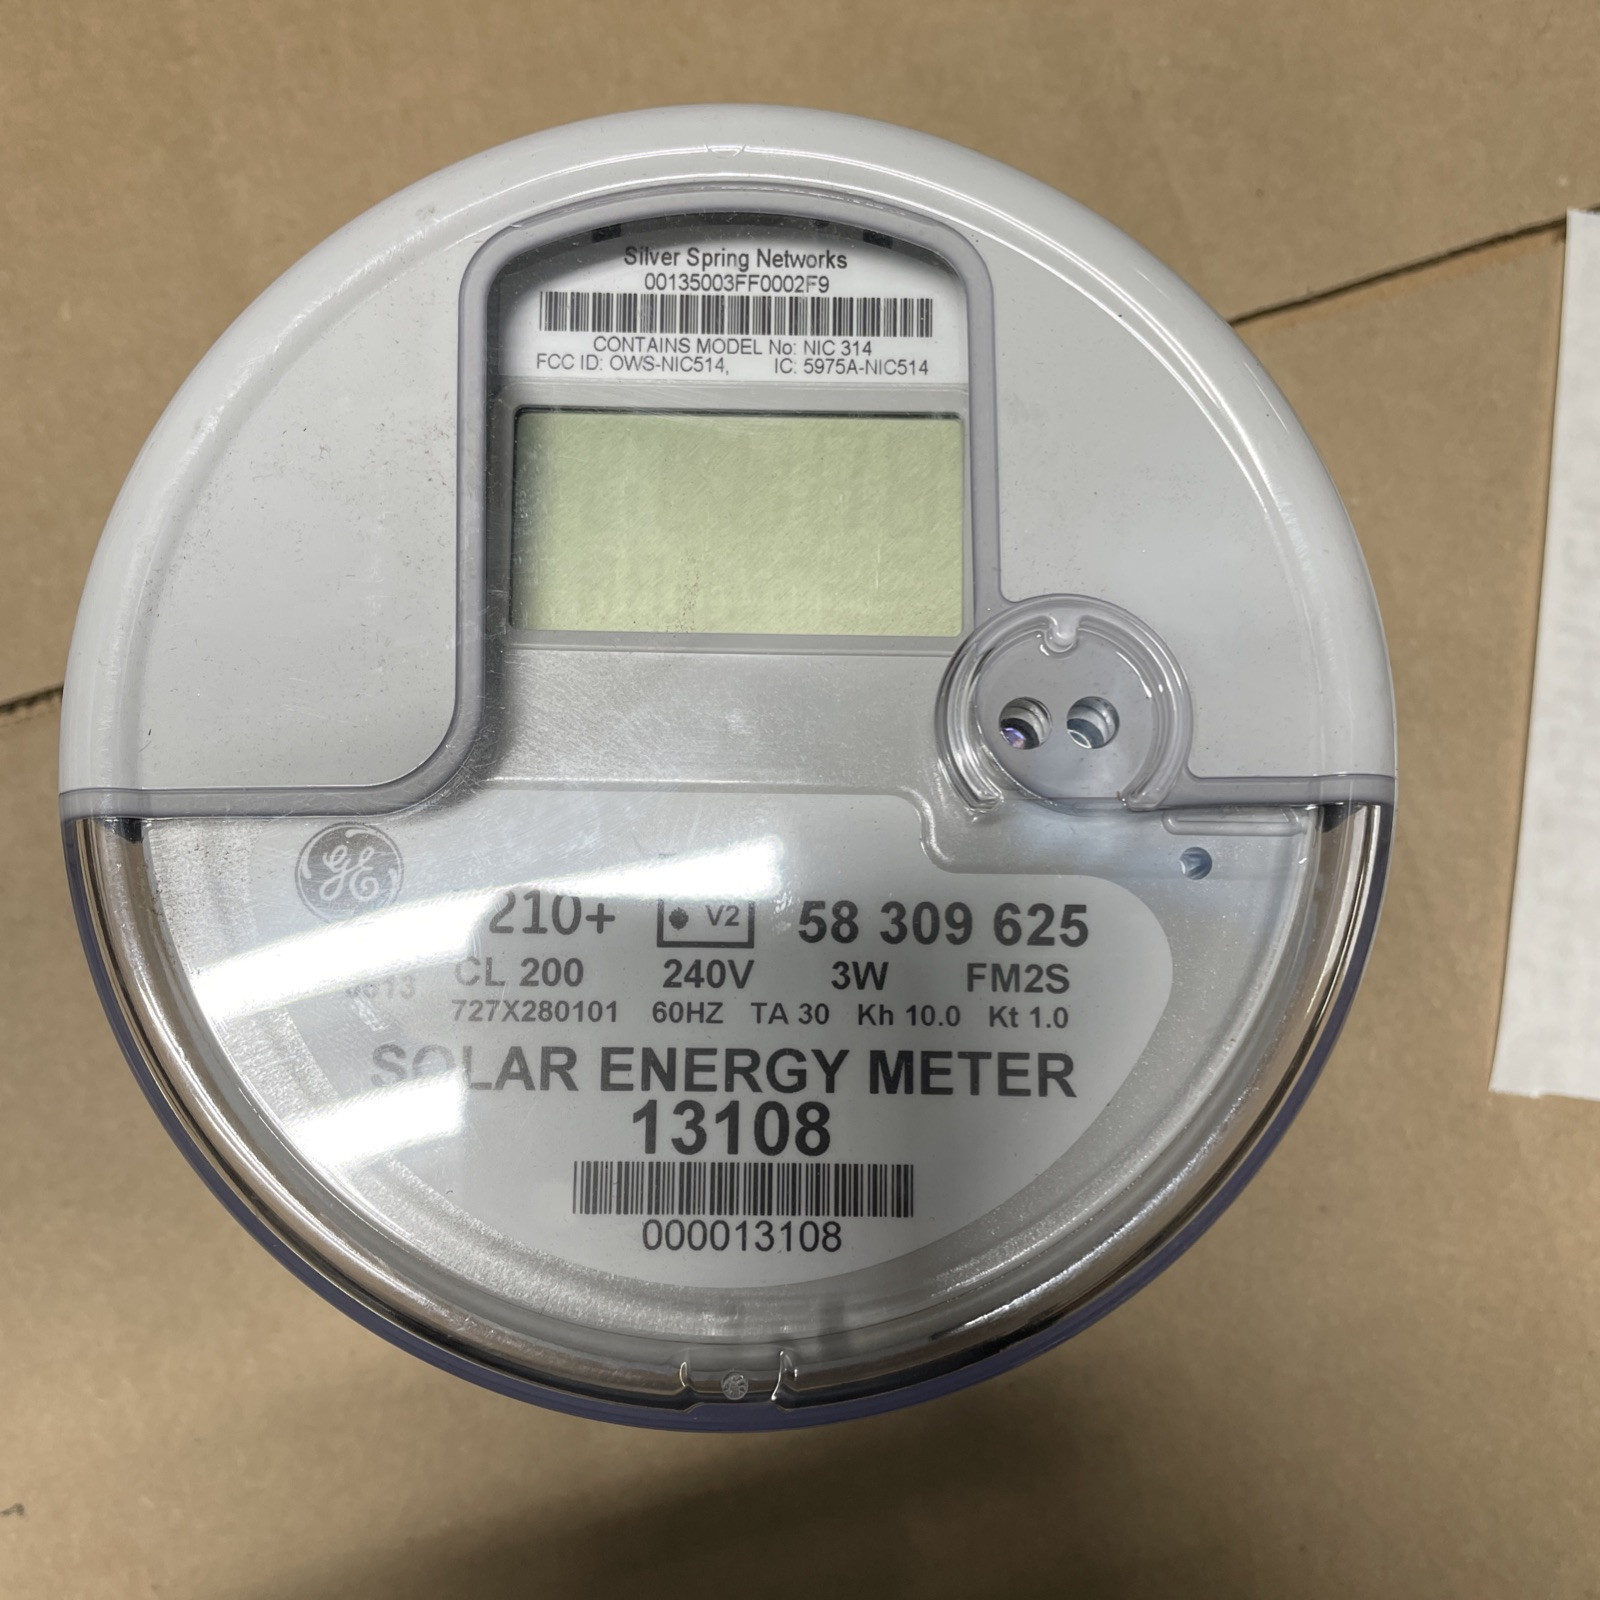 Silver Spring Networks
00135003FF0002F9
CONTAINS MODEL No: NIC 314
FCC ID: OWS-NIC514, IC: 5975A-NIC514
GE
210+ V2 58 309 625
CL 200 240V 3W FM2S
727X280101 60HZ TA 30 Kh 10.0 Kt 1.0
SOLAR ENERGY METER
13108
000013108